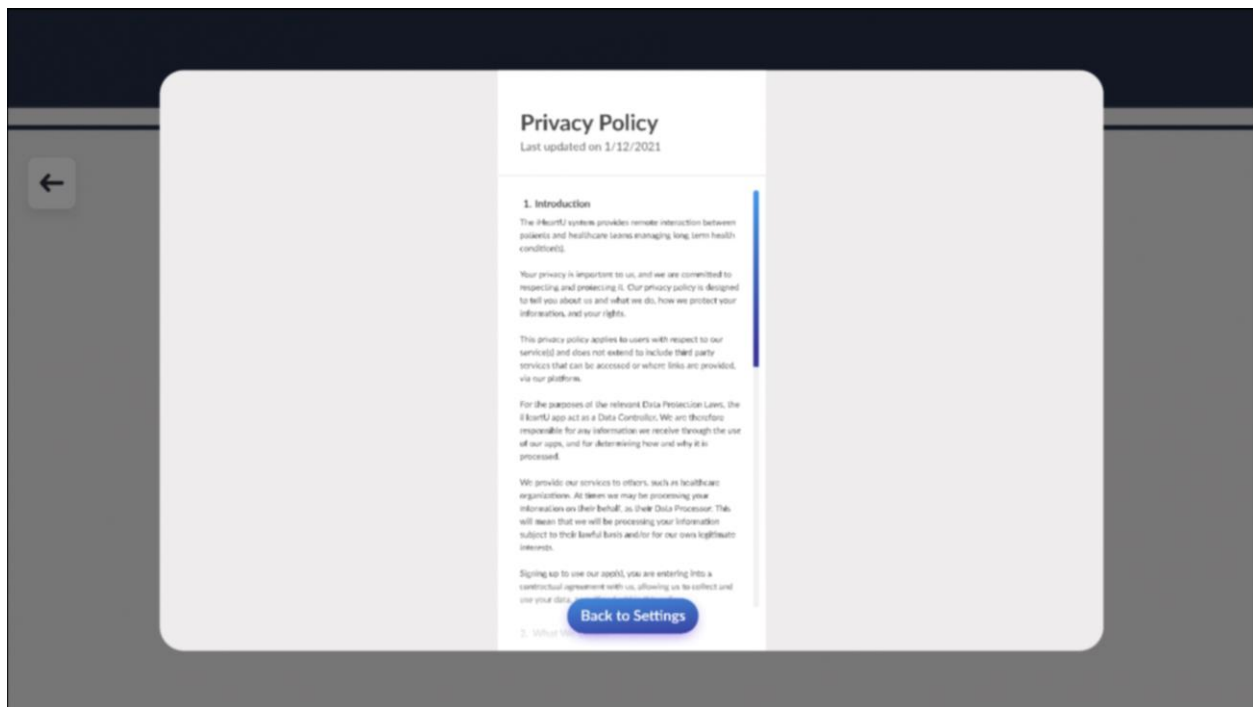 Privacy Policy
Last updated on 1/12/2021
1. Introduction
The iHeartU system provides remote interaction between
patients and healthcare teams managing long term health
condition(s).
Your privacy is important to us, and we are committed to
respecting and protecting it. Our privacy policy is designed
to tell you about us and what we do, how we protect your
information, and your rights.
This privacy policy applies to users with respect to our
service(s) and does not extend to include third party
services that can be accessed or where links are provided,
via our platform.
For the purposes of the relevant Data Protection Laws, the
iHeartU app act as a Data Controller. We are therefore
responsible for any information we receive through the use
of our apps, and for determining how and why it is
processed.
We provide our services to others, such as healthcare
organizations. At times we may be processing your
information on their behalf, as their Data Processor. This
will mean that we will be processing your information
subject to their lawful basis and/or for our own legitimate
interests.
Signing up to use our app(s), you are entering into a
contractual agreement with us, allowing us to collect and
use your data,
Back to Settings
2. What We